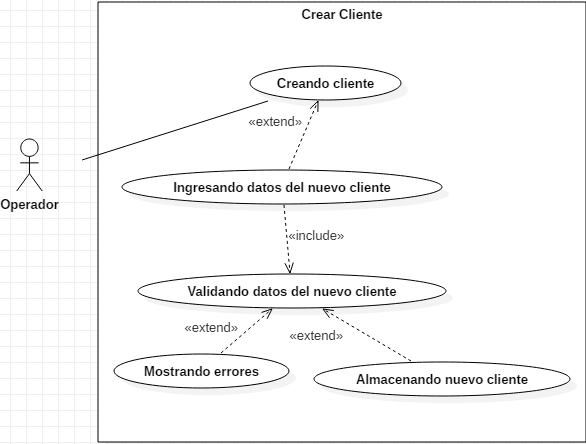 Crear Cliente
Creando cliente
«extend»
Operador
Ingresando datos del nuevo cliente
«include»
Validando datos del nuevo cliente
«extend»
«extend»
Mostrando errores
Almacenando nuevo cliente